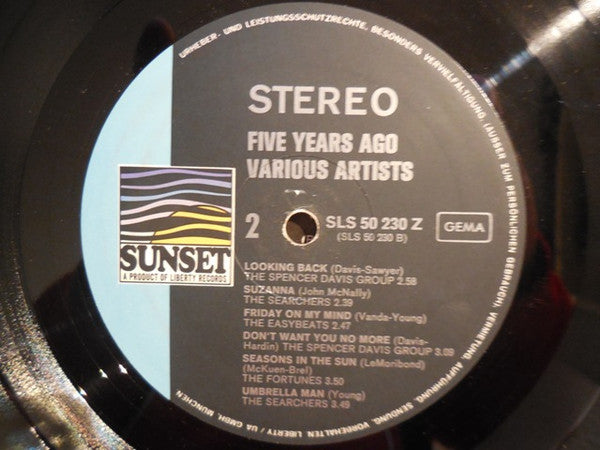 URHEBER- UND LEISTUNGSSCHUTZRECHTE, BESONDERS VERVIELFÄLTIGUNG, (AUSSER ZUM PERSÖNLICHEN GEBRAUCH), VERMIETUNG, AUFFÜHRUNG, SENDUNG, VORBEHALTEN LIBERTY / UA GMBH, MÜNCHEN
STEREO
FIVE YEARS AGO
VARIOUS ARTISTS
2
SLS 50 230 Z
(SLS 50 230 B)
GEMA
SUNSET
A PRODUCT OF LIBERTY RECORDS
LOOKING BACK (Davis-Sawyer)
THE SPENCER DAVIS GROUP 2.58
SUZANNA (John McNally)
THE SEARCHERS 2.39
FRIDAY ON MY MIND (Vanda-Young)
THE EASYBEATS 2.47
DON'T WANT YOU NO MORE (Davis-
Hardin) THE SPENCER DAVIS GROUP 3.09
SEASONS IN THE SUN (LeMoribond)
(McKuen-Brel)
THE FORTUNES 3.50
UMBRELLA MAN (Young)
THE SEARCHERS 3.49